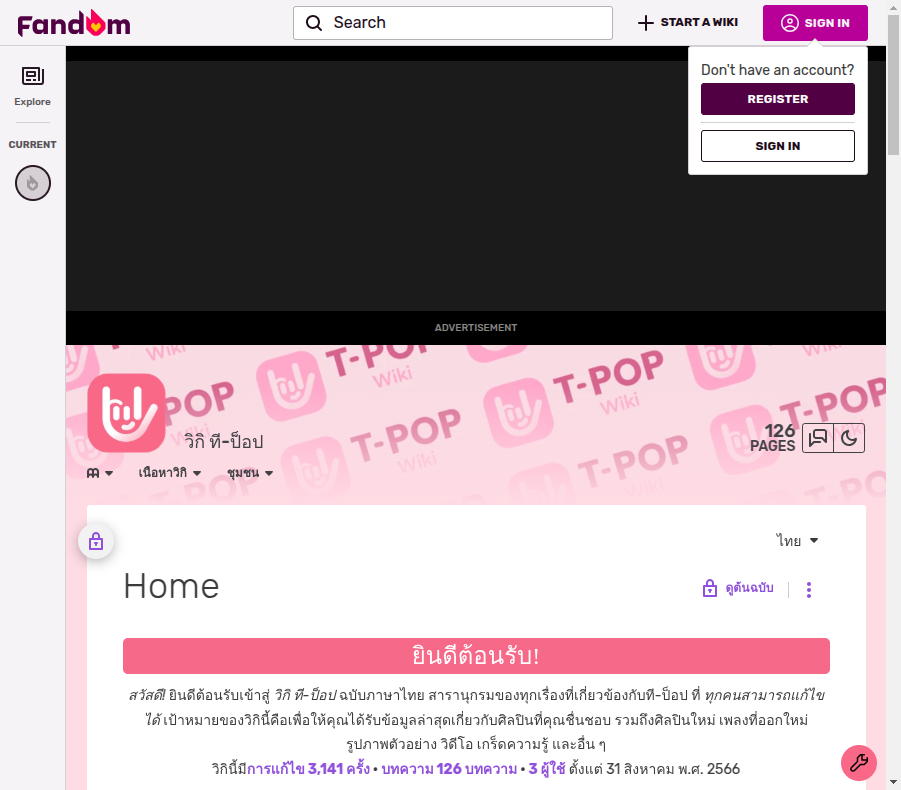 Fandom
Search
START A WIKI
SIGN IN
Don't have an account?
REGISTER
SIGN IN
Explore
CURRENT
ADVERTISEMENT
T-POP
Wiki
T-POP
Wiki
T-POP
Wiki
T-POP
Wiki
T-POP
Wiki
วิกิ ที-ป็อป
126
PAGES
เนื้อหาวิกิ
ชุมชน
ไทย
Home
ดูต้นฉบับ
ยินดีต้อนรับ!
สวัสดี! ยินดีต้อนรับเข้าสู่ วิกิ ที-ป็อป ฉบับภาษาไทย สารานุกรมของทุกเรื่องที่เกี่ยวข้องกับที-ป็อป ที่ ทุกคนสามารถแก้ไข
ได้ เป้าหมายของวิกินี้คือเพื่อให้คุณได้รับข้อมูลล่าสุดเกี่ยวกับศิลปินที่คุณชื่นชอบ รวมถึงศิลปินใหม่ เพลงที่ออกใหม่
รูปภาพตัวอย่าง วิดีโอ เกร็ดความรู้ และอื่น ๆ
วิกินี้มีการแก้ไข 3,141 ครั้ง • บทความ 126 บทความ • 3 ผู้ใช้ ตั้งแต่ 31 สิงหาคม พ.ศ. 2566